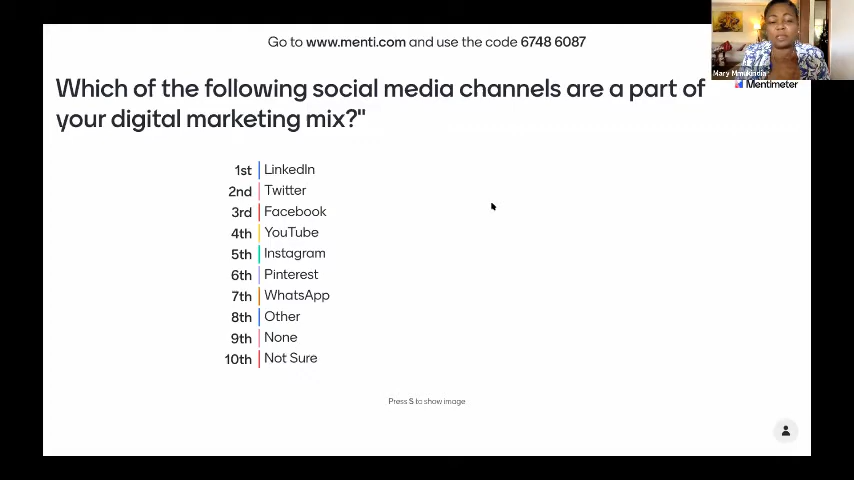 Go to www.menti.com and use the code 6748 6087
Which of the following social media channels are a part of
your digital marketing mix?"
Mentimeter
1st LinkedIn
2nd Twitter
3rd Facebook
4th YouTube
5th Instagram
6th Pinterest
7th WhatsApp
8th Other
9th None
10th Not Sure
Press S to show image
Mary